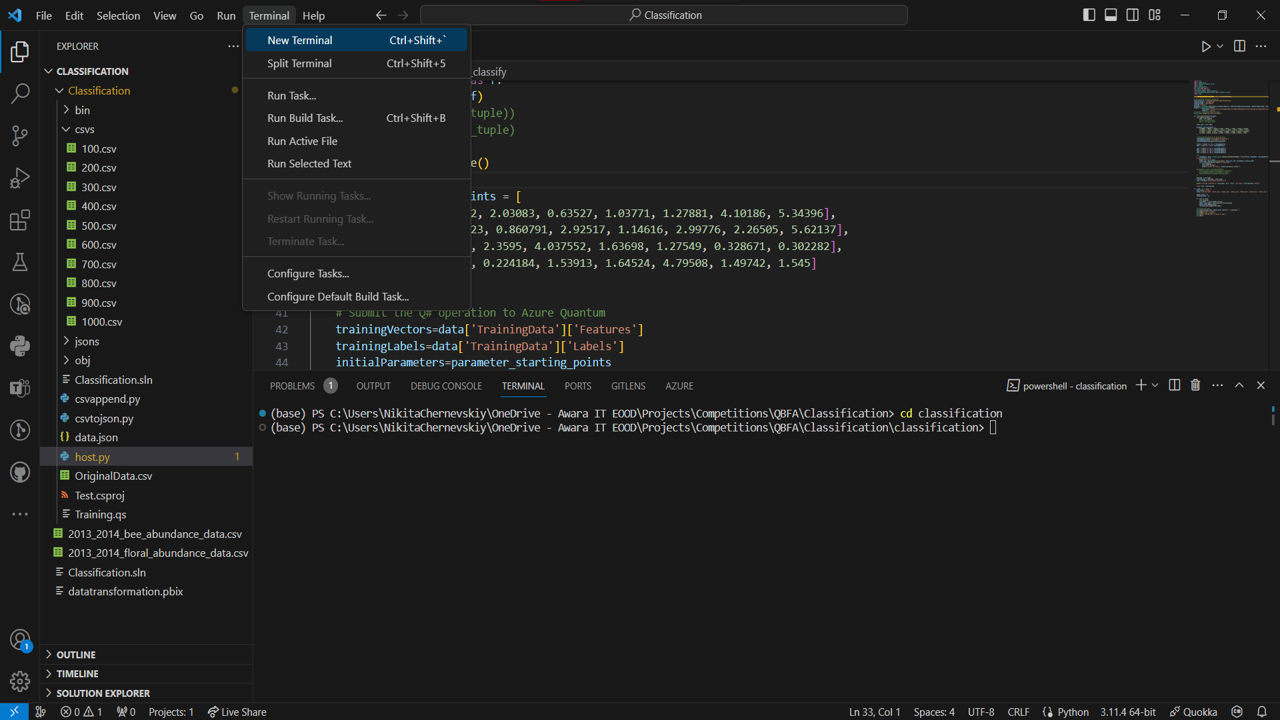 File Edit Selection View Go Run Terminal Help Classification
EXPLORER
CLASSIFICATION
Classification
bin
csvs
100.csv
200.csv
300.csv
400.csv
500.csv
600.csv
700.csv
800.csv
900.csv
1000.csv
jsons
obj
Classification.sln
csvappend.py
csvtojson.py
data.json
host.py 1
OriginalData.csv
Test.csproj
Training.qs
2013_2014_bee_abundance_data.csv
2013_2014_floral_abundance_data.csv
Classification.sln
datatransformation.pbix
OUTLINE
TIMELINE
SOLUTION EXPLORER
New Terminal Ctrl+Shift+`
Split Terminal Ctrl+Shift+5
Run Task...
Run Build Task... Ctrl+Shift+B
Run Active File
Run Selected Text
Show Running Tasks...
Restart Running Task...
Terminate Task...
Configure Tasks...
Configure Default Build Task...
_classify
f)
tuple))
_tuple)
e()
ints = [
2, 2.03083, 0.63527, 1.03771, 1.27881, 4.10186, 5.34396],
23, 0.860791, 2.92517, 1.14616, 2.99776, 2.26505, 5.62137],
, 2.3595, 4.037552, 1.63698, 1.27549, 0.328671, 0.302282],
, 0.224184, 1.53913, 1.64524, 4.79508, 1.49742, 1.545]
41 # Submit the Q# operation to Azure Quantum
42 trainingVectors=data['TrainingData']['Features']
43 trainingLabels=data['TrainingData']['Labels']
44 initialParameters=parameter_starting_points
PROBLEMS 1 OUTPUT DEBUG CONSOLE TERMINAL PORTS GITLENS AZURE powershell - classification
(base) PS C:\Users\NikitaChernevskiy\OneDrive - Awara IT EOOD\Projects\Competitions\QBFA\Classification> cd classification
(base) PS C:\Users\NikitaChernevskiy\OneDrive - Awara IT EOOD\Projects\Competitions\QBFA\Classification\classification>
1
0 1 0 Projects: 1 Live Share Ln 33, Col 1 Spaces: 4 UTF-8 CRLF Python 3.11.4 64-bit Quokka